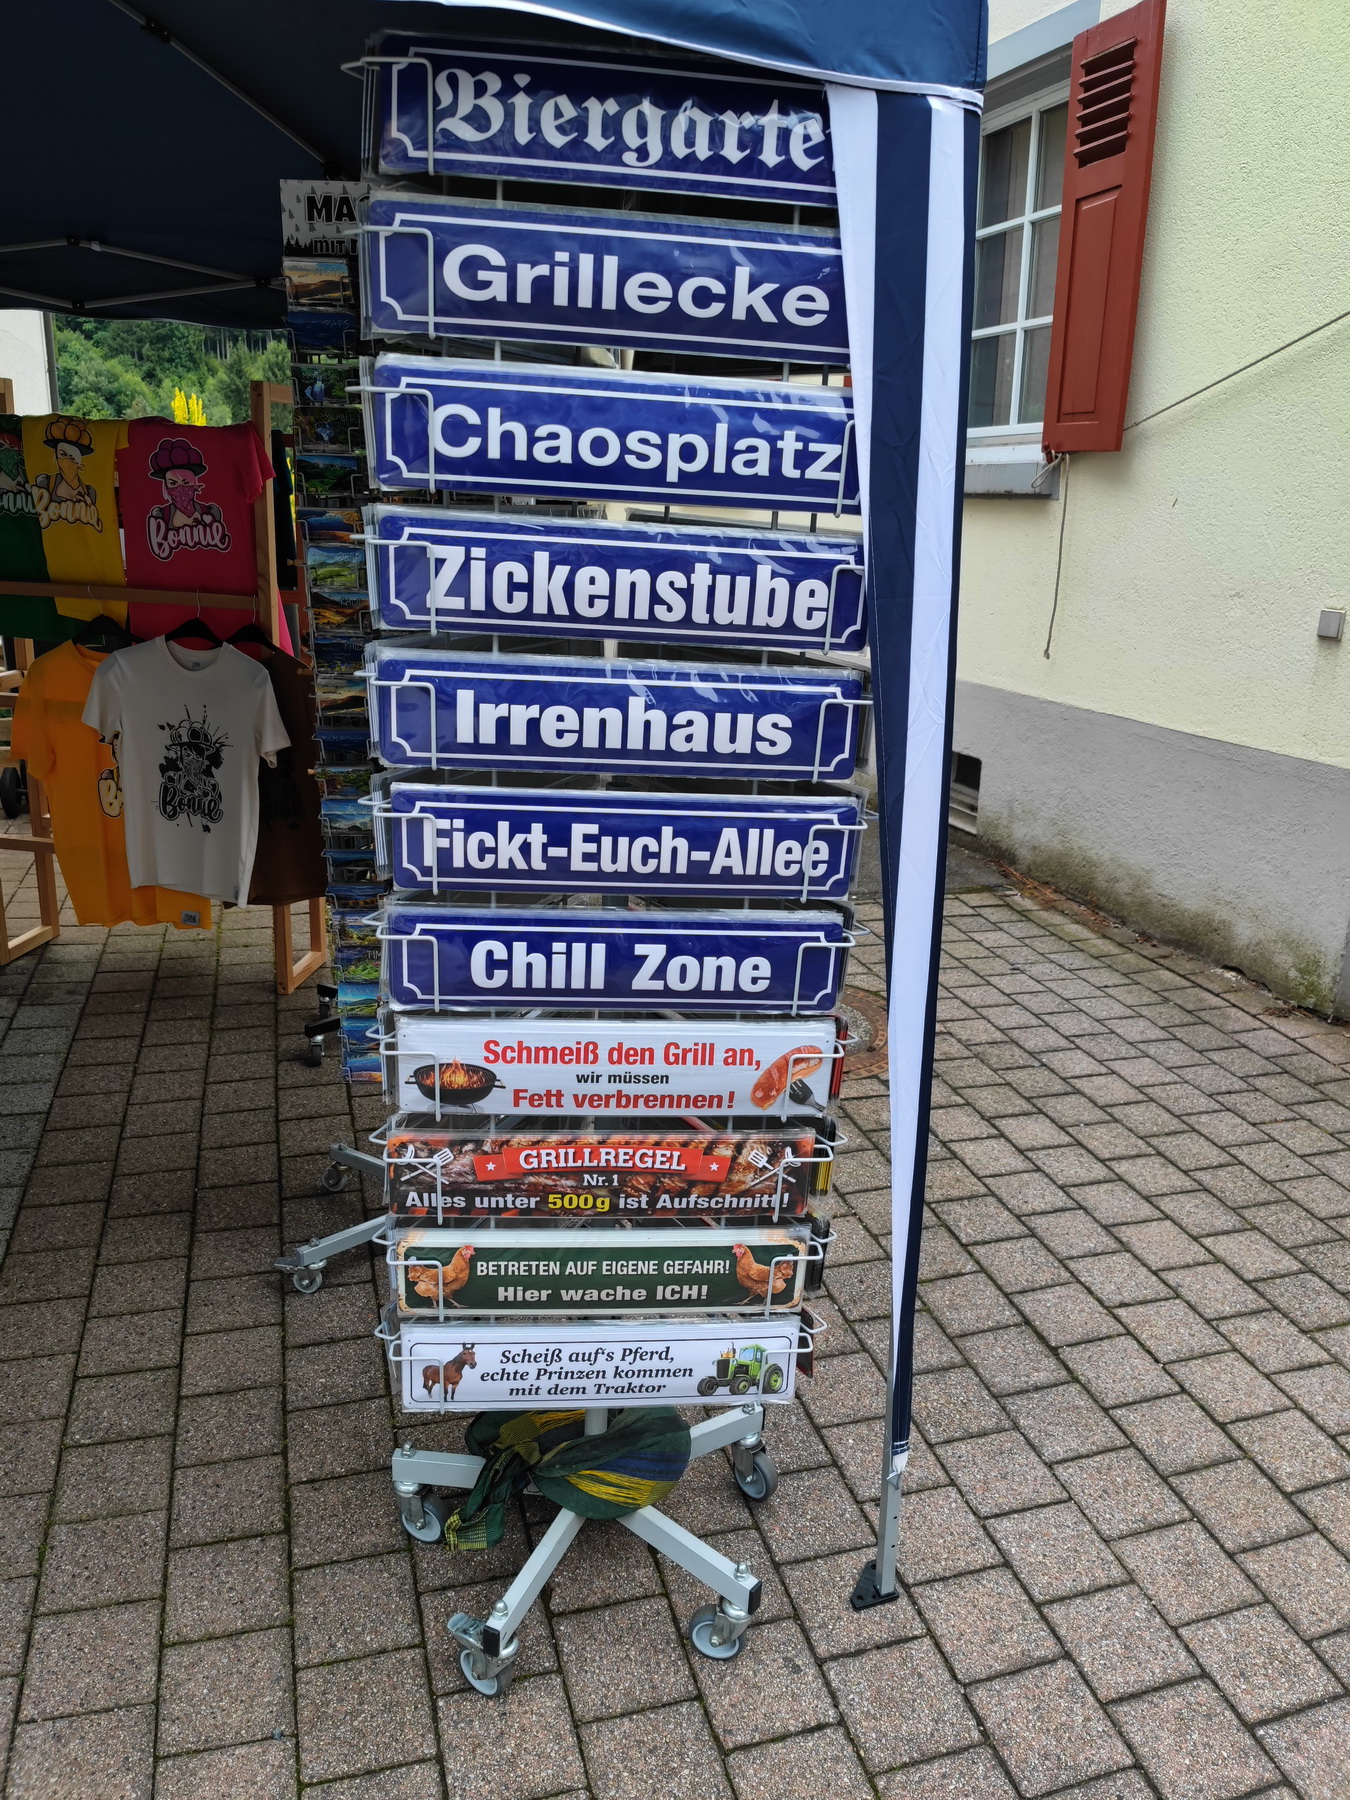 Biergarte
Grillecke
Chaosplatz
Zickenstube
Irrenhaus
Fickt-Euch-Allee
Chill Zone
Schmeiß den Grill an,
wir müssen
Fett verbrennen!
GRILLREGEL
Nr. 1
Alles unter 500g ist Aufschnitt!
BETRETEN AUF EIGENE GEFAHR!
Hier wache ICH!
Scheiß auf's Pferd,
echte Prinzen kommen
mit dem Traktor
MIT
Bonnie
Bonnie
Bonnie